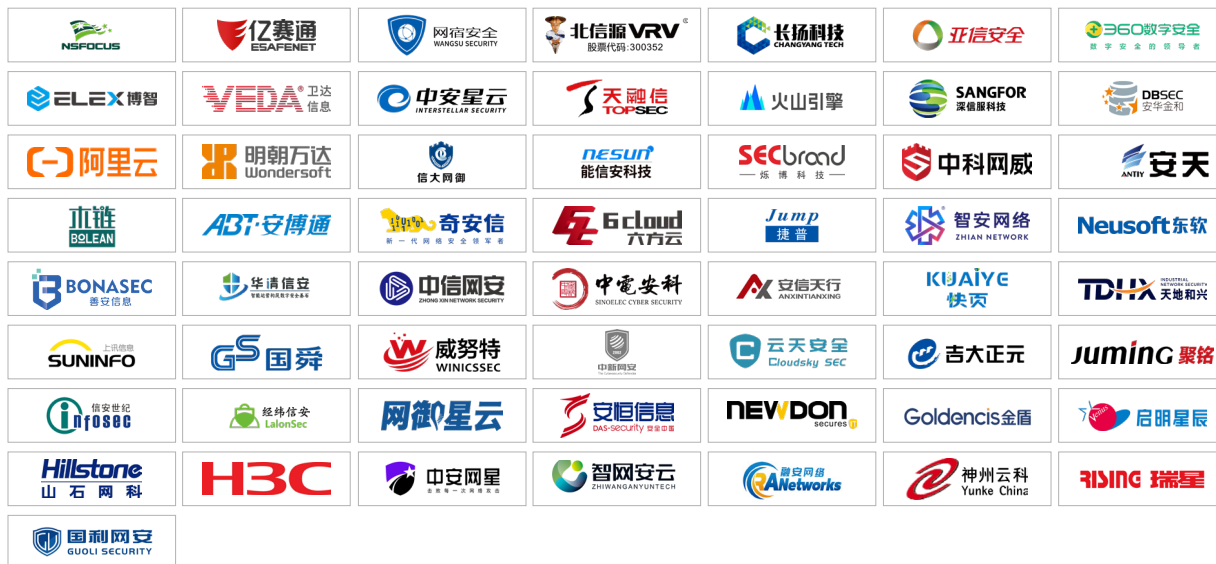 NSFOCUS
亿赛通
ESAFENET
网宿安全
WANGSU SECURITY
北信源 VRV
股票代码:300352
长扬科技
CHANGYANG TECH
亚信安全
360数字安全
数字安全的领导者
ELEX博智
VEDA®
卫达
信息
中安星云
INTERSTELLAR SECURITY
天融信
TOPSEC
火山引擎
SANGFOR
深信服科技
DBSEC
安华金和
阿里云
明朝万达
Wondersoft
信大网御
nesun
能信安科技
SECbroad
烁博科技
中科网威
ANTIY 安天
木链
BOLEAN
ABT·安博通
奇安信
新一代网络安全领军者
6cloud
六方云
Jump
捷普
智安网络
ZHIAN NETWORK
Neusoft东软
BONASEC
善安信息
华清信安
中信网安
ZHONG XIN NETWORK SECURITY
中電安科
SINOELEC CYBER SECURITY
安信天行
ANXINTIANXING
KUAIYE
快页
TDHX
INDUSTRIAL
NETWORK SECURITY
天地和兴
上讯信息
SUNINFO
GS国舜
威努特
WINICSSEC
中新网安
云天安全
Cloudsky SEC
吉大正元
JUMING 聚铭
信安世纪
infosec
经纬信安
LalonSec
网御星云
安恒信息
DAS-security 安全中国
NEWDON
secures IT
Goldencis金盾
Venus
启明星辰
Hillstone
山石网科
H3C
中安网星
智网安云
ZHIWANGANYUNTECH
融安网络
RANetworks
神州云科
Yunke China
RISING 瑞星
国利网安
GUOLI SECURITY